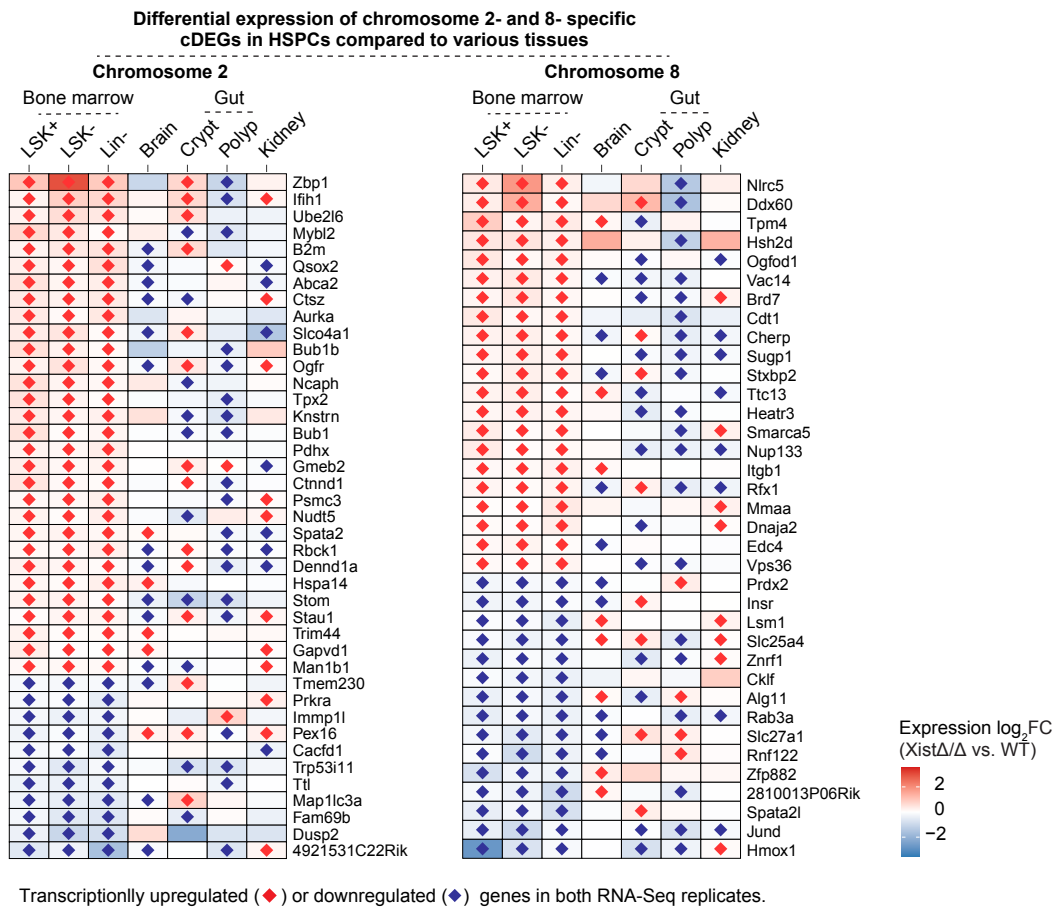 Differential expression of chromosome 2- and 8- specific
cDEGs in HSPCs compared to various tissues
Chromosome 2
Bone marrow
Gut
LSK+
LSK-
Lin-
Brain
Crypt
Polyp
Kidney
Zbp1
Ifih1
Ube2l6
Mybl2
B2m
Qsox2
Abca2
Ctsz
Aurka
Slco4a1
Bub1b
Ogfr
Ncaph
Tpx2
Knstrn
Bub1
Pdhx
Gmeb2
Ctnnd1
Psmc3
Nudt5
Spata2
Rbck1
Dennd1a
Hspa14
Stom
Stau1
Trim44
Gapvd1
Man1b1
Tmem230
Prkra
Immp1l
Pex16
Cacfd1
Trp53i11
Ttl
Map1lc3a
Fam69b
Dusp2
4921531C22Rik
Chromosome 8
Bone marrow
Gut
LSK+
LSK-
Lin-
Brain
Crypt
Polyp
Kidney
Nlrc5
Ddx60
Tpm4
Hsh2d
Ogfod1
Vac14
Brd7
Cdt1
Cherp
Sugp1
Stxbp2
Ttc13
Heatr3
Smarca5
Nup133
Itgb1
Rfx1
Mmaa
Dnaja2
Edc4
Vps36
Prdx2
Insr
Lsm1
Slc25a4
Znrf1
Cklf
Alg11
Rab3a
Slc27a1
Rnf122
Zfp882
2810013P06Rik
Spata2l
Jund
Hmox1
Expression log2FC
(XistΔ/Δ vs. WT)
2
0
−2
Transcriptionlly upregulated (◆) or downregulated (◆) genes in both RNA-Seq replicates.